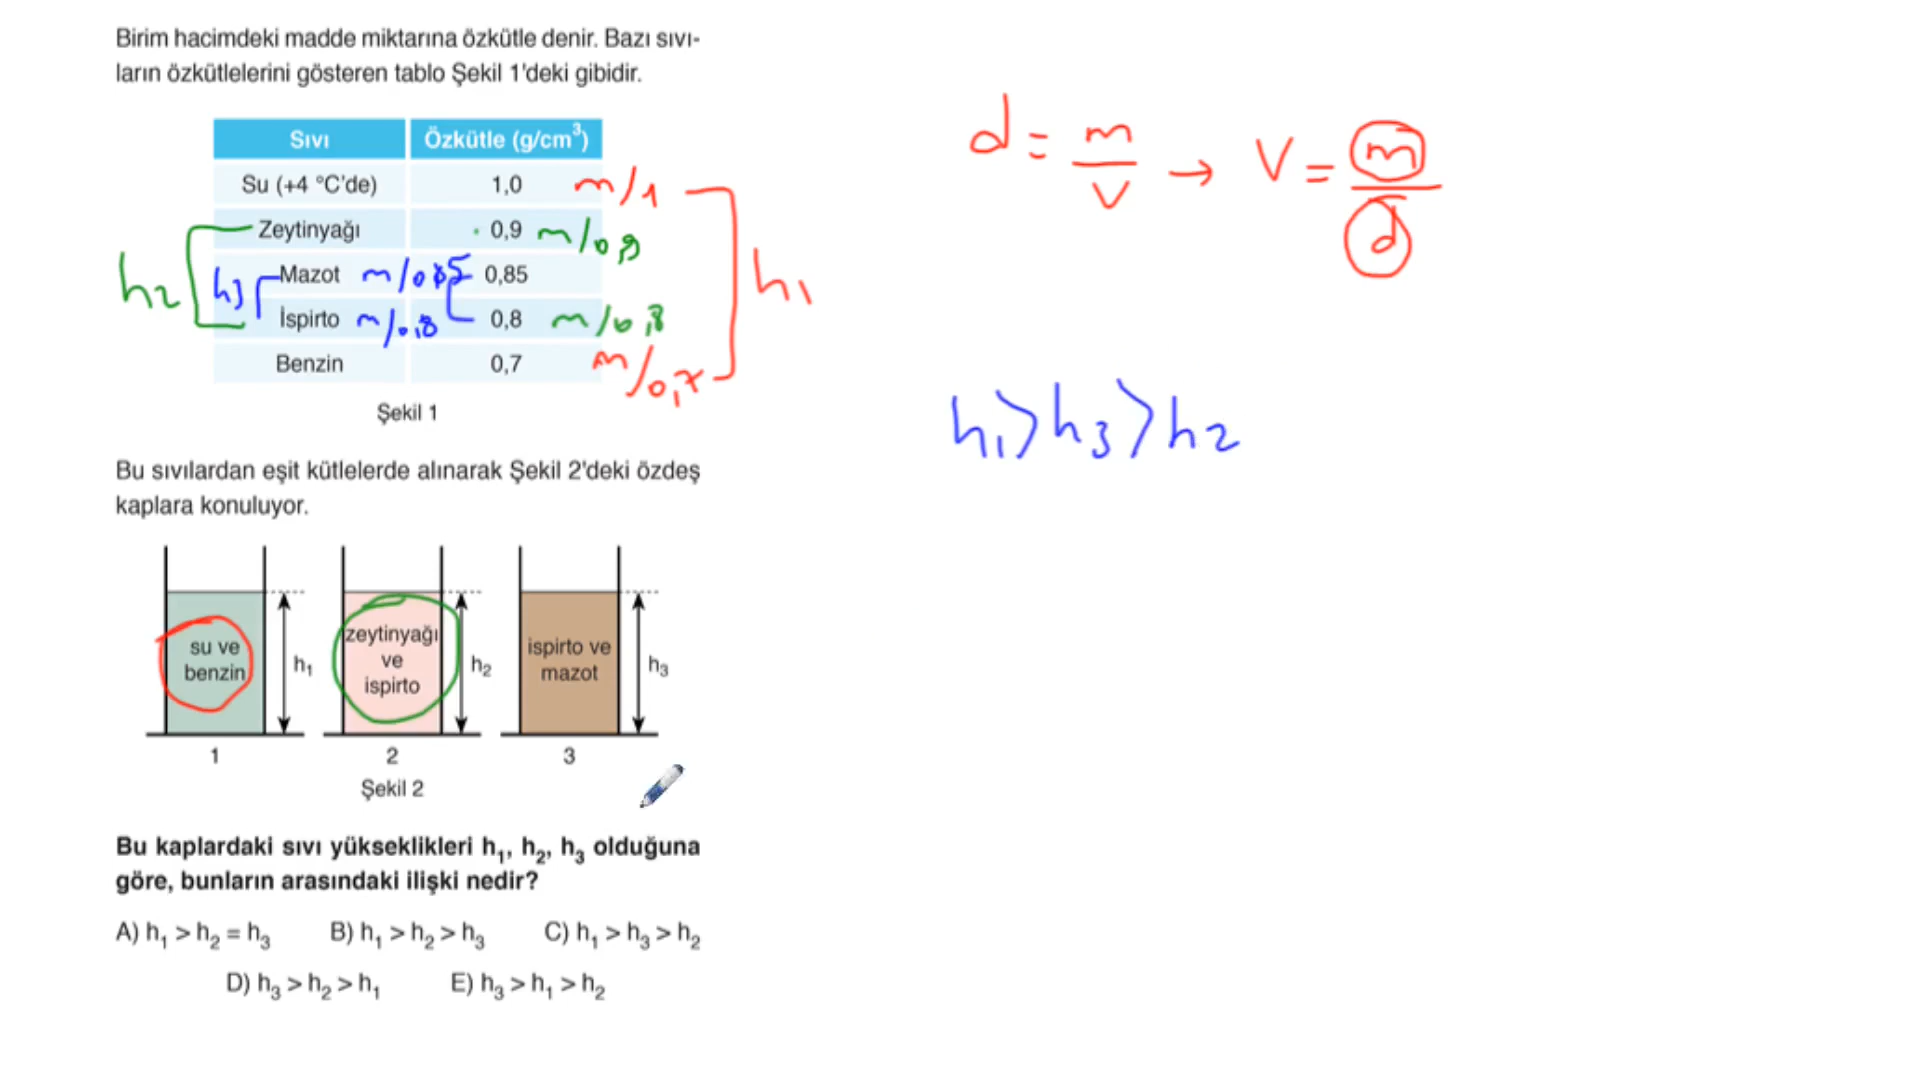 Birim hacimdeki madde miktarına özkütle denir. Bazı sıvı-
ların özkütlelerini gösteren tablo Şekil 1'deki gibidir.
Sıvı Özkütle (g/cm³)
Su (+4 °C'de) 1,0 m/1
Zeytinyağı 0,9 m/0,9
Mazot m/0,85 0,85
İspirto m/0,8 0,8 m/0,8
Benzin 0,7 m/0,7
h2
h3
h1
Şekil 1
d = m/V → V = m/d
h1 > h3 > h2
Bu sıvılardan eşit kütlelerde alınarak Şekil 2'deki özdeş
kaplara konuluyor.
su ve
benzin
h₁
zeytinyağı
ve
ispirto
h₂
ispirto ve
mazot
h₃
1 2 3
Şekil 2
Bu kaplardaki sıvı yükseklikleri h₁, h₂, h₃ olduğuna
göre, bunların arasındaki ilişki nedir?
A) h₁ > h₂ = h₃ B) h₁ > h₂ > h₃ C) h₁ > h₃ > h₂
D) h₃ > h₂ > h₁ E) h₃ > h₁ > h₂